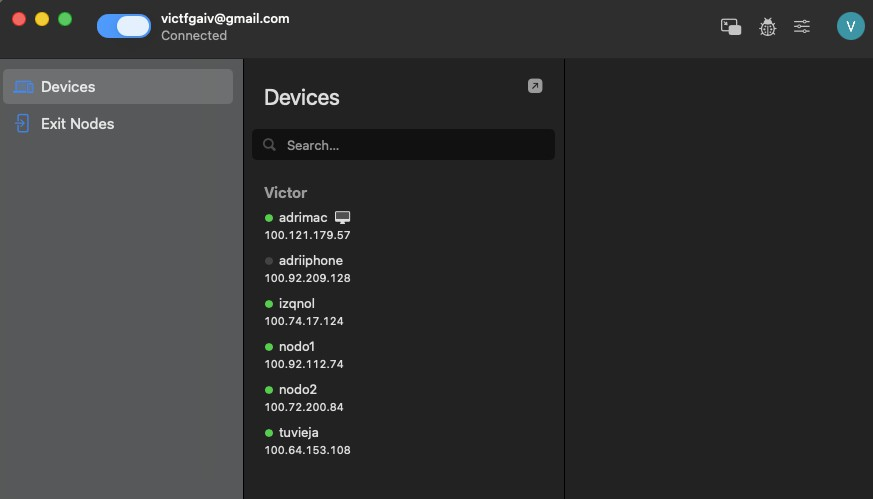 victfgaiv@gmail.com
Connected
V
Devices
Exit Nodes
Devices
Search...
Victor
adrimac
100.121.179.57
adriiphone
100.92.209.128
izqnol
100.74.17.124
nodo1
100.92.112.74
nodo2
100.72.200.84
tuvieja
100.64.153.108